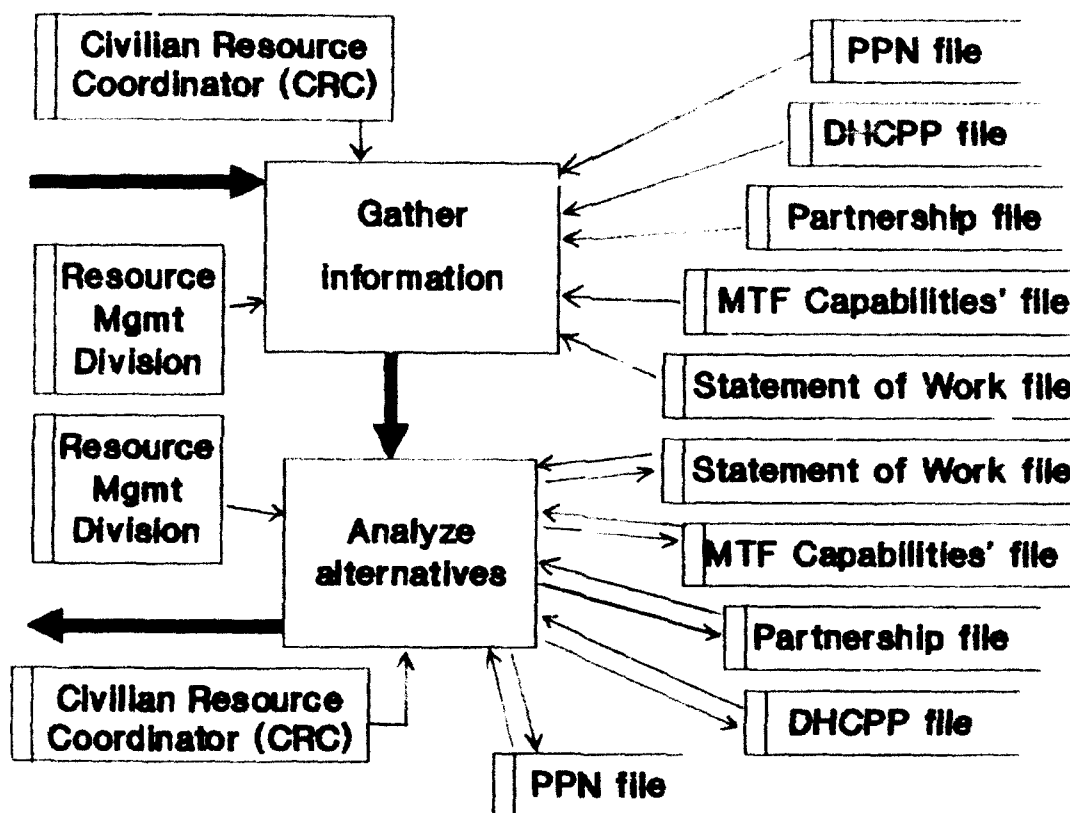 Civilian Resource
Coordinator (CRC)
PPN file
DHCPP file
Partnership file
MTF Capabilities' file
Statement of Work file
Gather
information
Resource
Mgmt
Division
Resource
Mgmt
Division
Analyze
alternatives
Statement of Work file
MTF Capabilities' file
Partnership file
DHCPP file
PPN file
Civilian Resource
Coordinator (CRC)